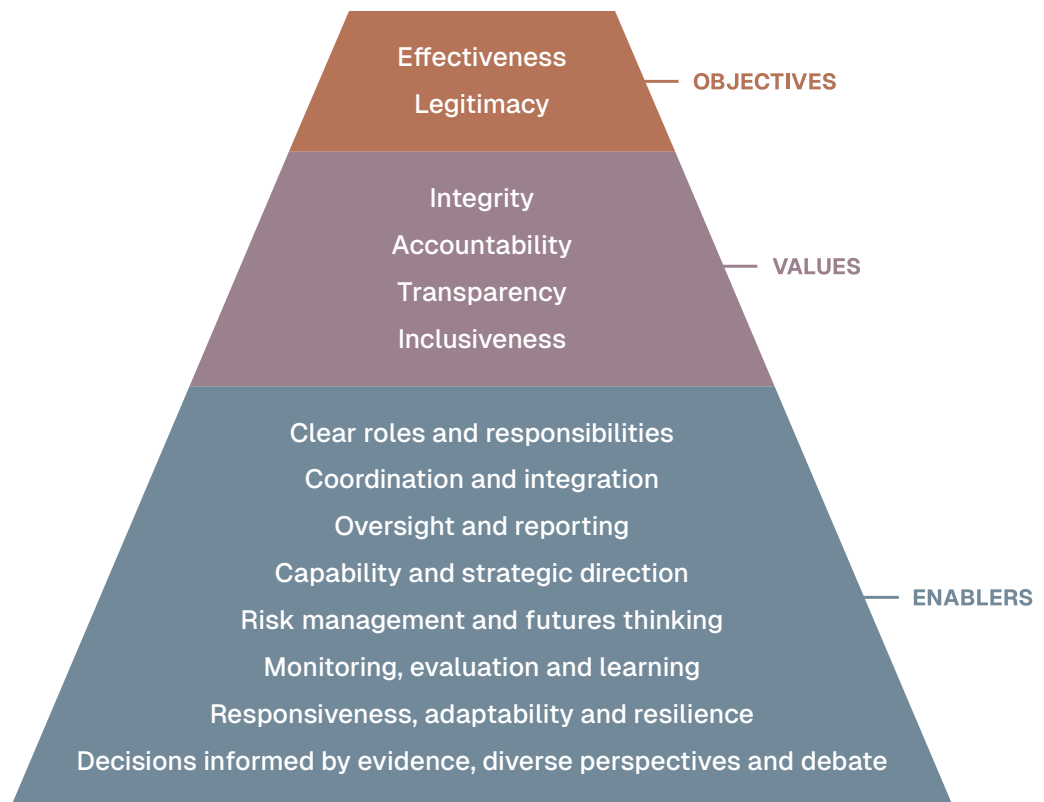 Effectiveness
Legitimacy
OBJECTIVES
Integrity
Accountability
Transparency
Inclusiveness
VALUES
Clear roles and responsibilities
Coordination and integration
Oversight and reporting
Capability and strategic direction
Risk management and futures thinking
Monitoring, evaluation and learning
Responsiveness, adaptability and resilience
Decisions informed by evidence, diverse perspectives and debate
ENABLERS